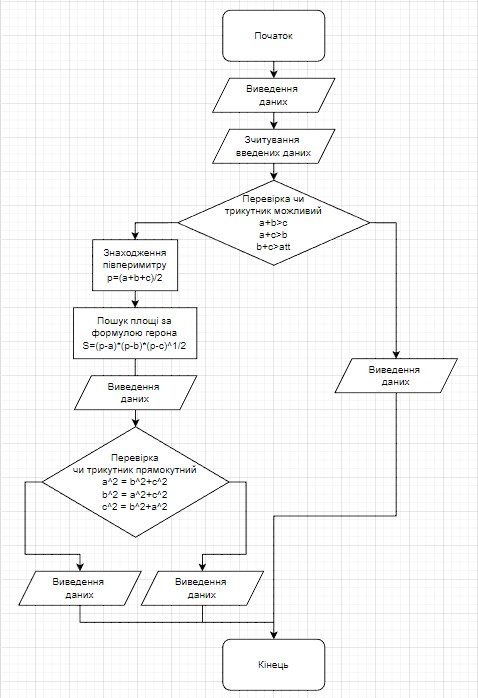 Початок
Виведення
даних
Зчитування
введених даних
Перевірка чи
трикутник можливий
a+b>c
a+c>b
b+c>att
Знаходження
півперимитру
p=(a+b+c)/2
Пошук площі за
формулою герона
S=(p-a)*(p-b)*(p-c)^1/2
Виведення
даних
Виведення
даних
Перевірка
чи трикутник прямокутний
a^2 = b^2+c^2
b^2 = a^2+c^2
c^2 = b^2+a^2
Виведення
даних
Виведення
даних
Кінець